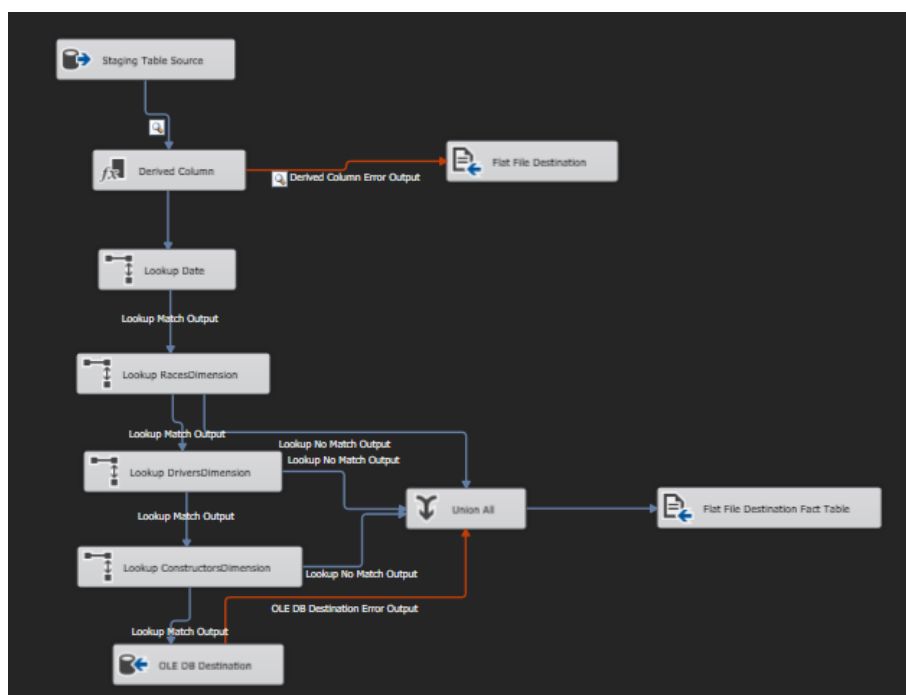 Staging Table Source
Derived Column
Flat File Destination
Derived Column Error Output
Lookup Date
Lookup Match Output
Lookup RacesDimension
Lookup Match Output
Lookup No Match Output
Lookup No Match Output
Lookup DriversDimension
Union All
Flat File Destination Fact Table
Lookup Match Output
Lookup ConstructorsDimension
Lookup No Match Output
OLE DB Destination Error Output
Lookup Match Output
OLE DB Destination